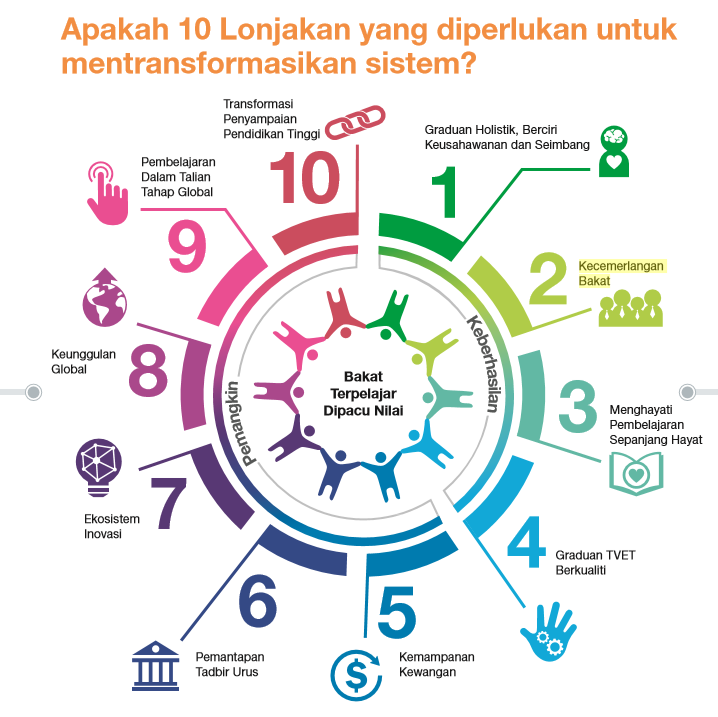 Apakah 10 Lonjakan yang diperlukan untuk
mentransformasikan sistem?
1
Graduan Holistik, Berciri
Keusahawanan dan Seimbang
2
Kecemerlangan
Bakat
3
Menghayati
Pembelajaran
Sepanjang Hayat
4
Graduan TVET
Berkualiti
5
Kemampanan
Kewangan
6
Pemantapan
Tadbir Urus
7
Ekosistem
Inovasi
8
Keunggulan
Global
9
Pembelajaran
Dalam Talian
Tahap Global
10
Transformasi
Penyampaian
Pendidikan Tinggi
Keberhasilan
Pemangkin
Bakat
Terpelajar
Dipacu Nilai
$